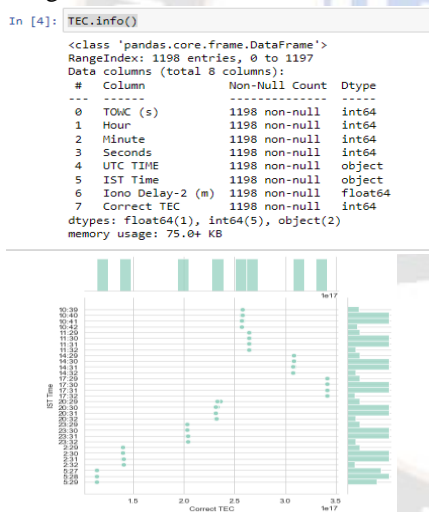 In [4]: TEC.info()
<class 'pandas.core.frame.DataFrame'>
RangeIndex: 1198 entries, 0 to 1197
Data columns (total 8 columns):
#   Column   Non-Null Count   Dtype
---  ------  --------------  -----
0   TOWC (s)   1198 non-null   int64
1   Hour   1198 non-null   int64
2   Minute   1198 non-null   int64
3   Seconds   1198 non-null   int64
4   UTC TIME   1198 non-null   object
5   IST Time   1198 non-null   object
6   Iono Delay-2 (m)   1198 non-null   float64
7   Correct TEC   1198 non-null   int64
dtypes: float64(1), int64(5), object(2)
memory usage: 75.0+ KB
1e17
10:39
10:40
10:41
10:42
11:29
11:30
11:31
11:32
14:29
14:30
14:31
14:32
17:29
17:30
17:31
17:32
20:29
20:30
20:31
20:32
23:29
23:30
23:31
23:32
2:29
2:30
2:31
2:32
5:27
5:28
5:29
IST Time
1.5 2.0 2.5 3.0 3.5
Correct TEC 1e17